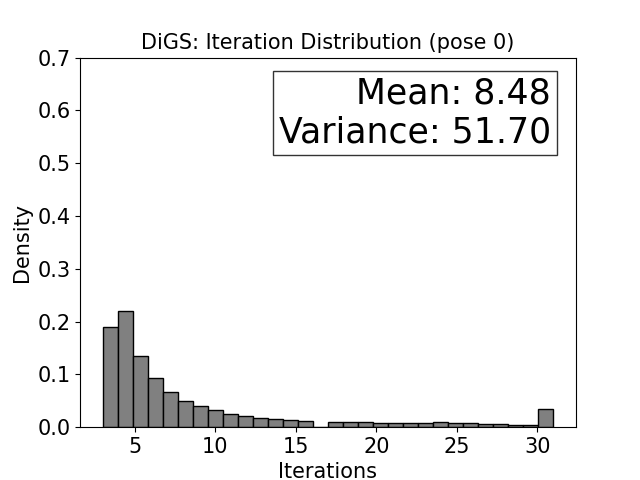 DiGS: Iteration Distribution (pose 0)
Mean: 8.48
Variance: 51.70
Density
0.7
0.6
0.5
0.4
0.3
0.2
0.1
0.0
5 10 15 20 25 30
Iterations